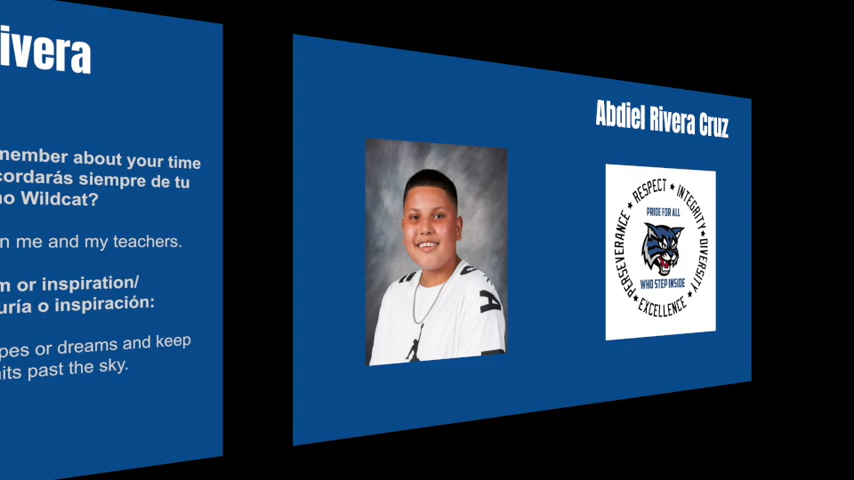 ivera
member about your time
cordarás siempre de tu
no Wildcat?
n me and my teachers.
m or inspiration/
uría o inspiración:
pes or dreams and keep
its past the sky.
Abdiel Rivera Cruz
PERSEVERANCE ★ RESPECT ★ INTEGRITY ★ DIVERSITY ★ EXCELLENCE ★
PRIDE FOR ALL
WHO STEP INSIDE